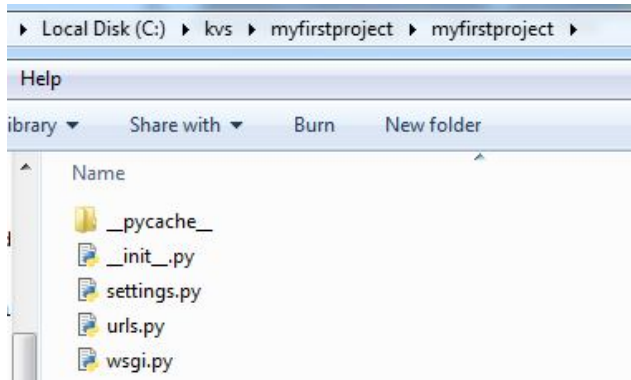 Local Disk (C:) ▸ kvs ▸ myfirstproject ▸ myfirstproject ▸
Help
ibrary ▾ Share with ▾ Burn New folder
Name
__pycache__
__init__.py
settings.py
urls.py
wsgi.py